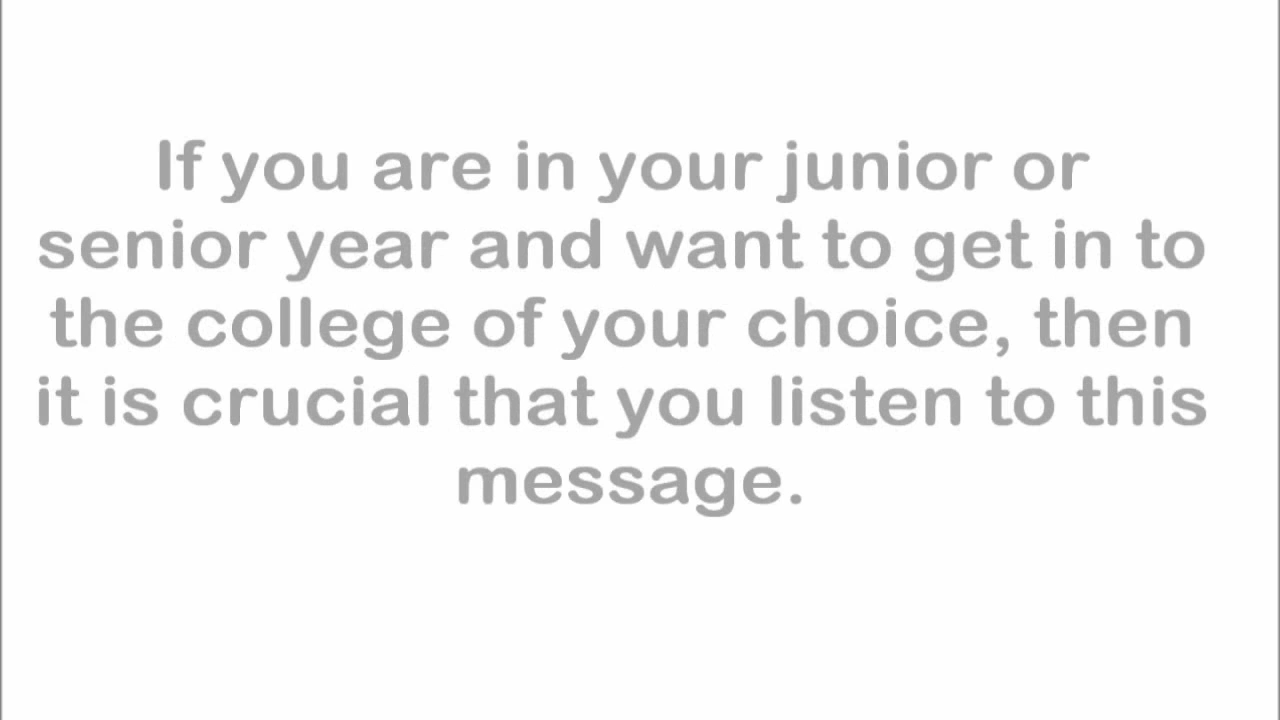 If you are in your junior or
senior year and want to get in to
the college of your choice, then
it is crucial that you listen to this
message.